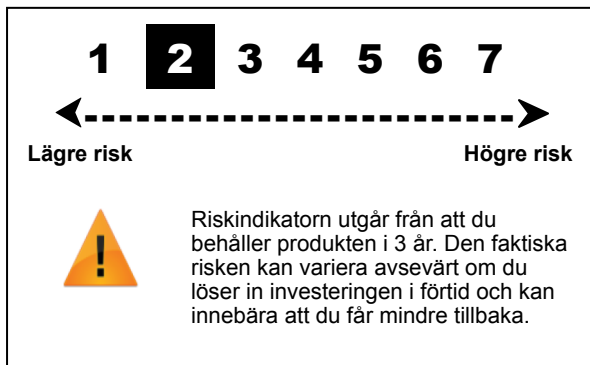 1 2 3 4 5 6 7
Lägre risk Högre risk
Riskindikatorn utgår från att du
behåller produkten i 3 år. Den faktiska
risken kan variera avsevärt om du
löser in investeringen i förtid och kan
innebära att du får mindre tillbaka.